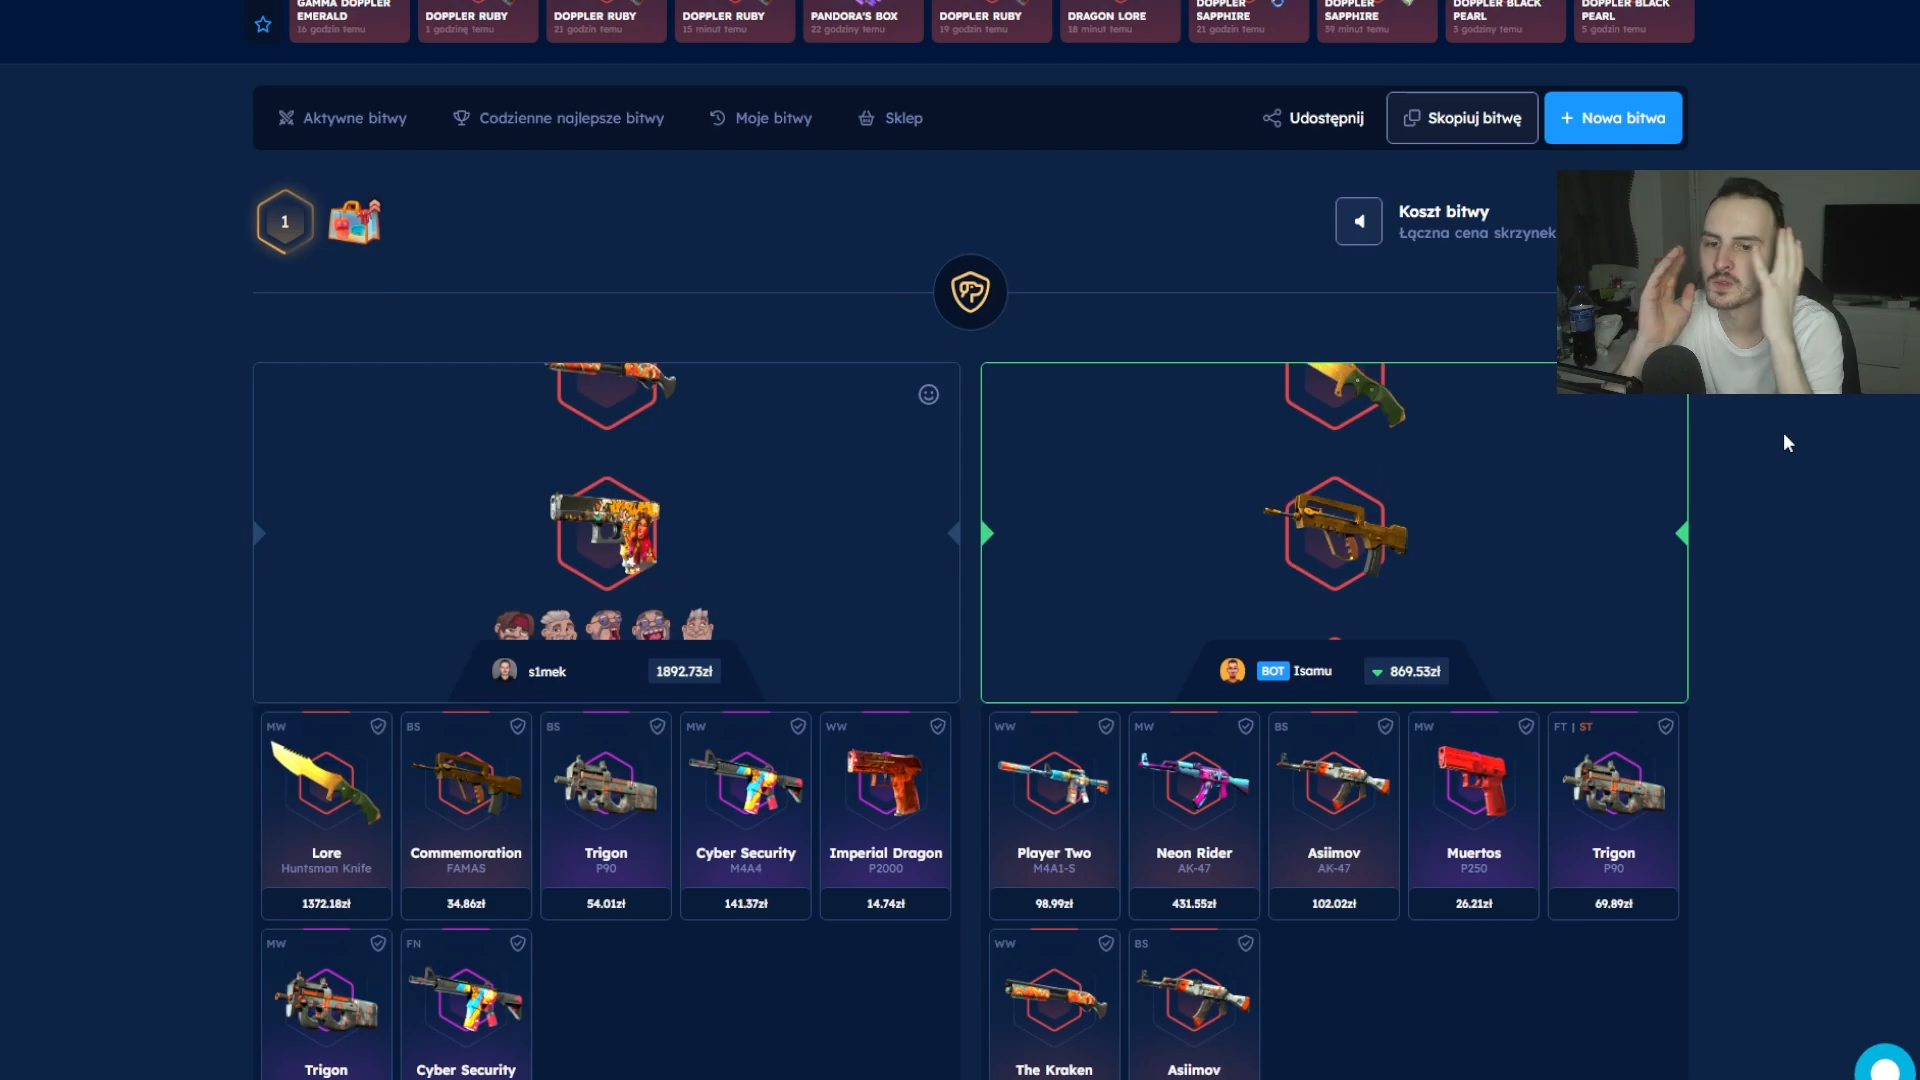 GAMMA DOPPLER EMERALD
16 godzin temu
DOPPLER RUBY
1 godzinę temu
DOPPLER RUBY
21 godzin temu
DOPPLER RUBY
15 minut temu
PANDORA'S BOX
22 godziny temu
DOPPLER RUBY
19 godzin temu
DRAGON LORE
18 minut temu
DOPPLER SAPPHIRE
21 godzin temu
DOPPLER SAPPHIRE
39 minut temu
DOPPLER BLACK PEARL
3 godziny temu
DOPPLER BLACK PEARL
5 godzin temu
Aktywne bitwy
Codzienne najlepsze bitwy
Moje bitwy
Sklep
Udostępnij
Skopiuj bitwę
+ Nowa bitwa
1
Koszt bitwy
Łączna cena skrzynek
s1mek
1892.73zł
BOT Isamu
869.53zł
MW
Lore
Huntsman Knife
1372.18zł
BS
Commemoration
FAMAS
34.86zł
BS
Trigon
P90
54.01zł
MW
Cyber Security
M4A4
141.37zł
WW
Imperial Dragon
P2000
14.74zł
WW
Player Two
M4A1-S
98.99zł
MW
Neon Rider
AK-47
431.55zł
BS
Asiimov
AK-47
102.02zł
MW
Muertos
P250
26.21zł
FT | ST
Trigon
P90
69.89zł
MW
Trigon
FN
Cyber Security
WW
The Kraken
BS
Asiimov